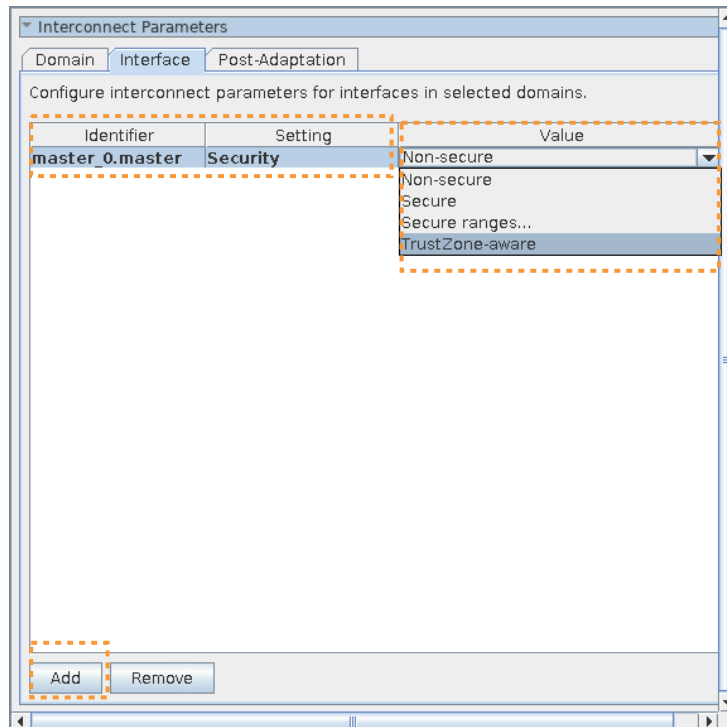 Interconnect Parameters
Domain Interface Post-Adaptation
Configure interconnect parameters for interfaces in selected domains.
Identifier Setting Value
master_0.master Security Non-secure
Non-secure
Secure
Secure ranges...
TrustZone-aware
Add Remove